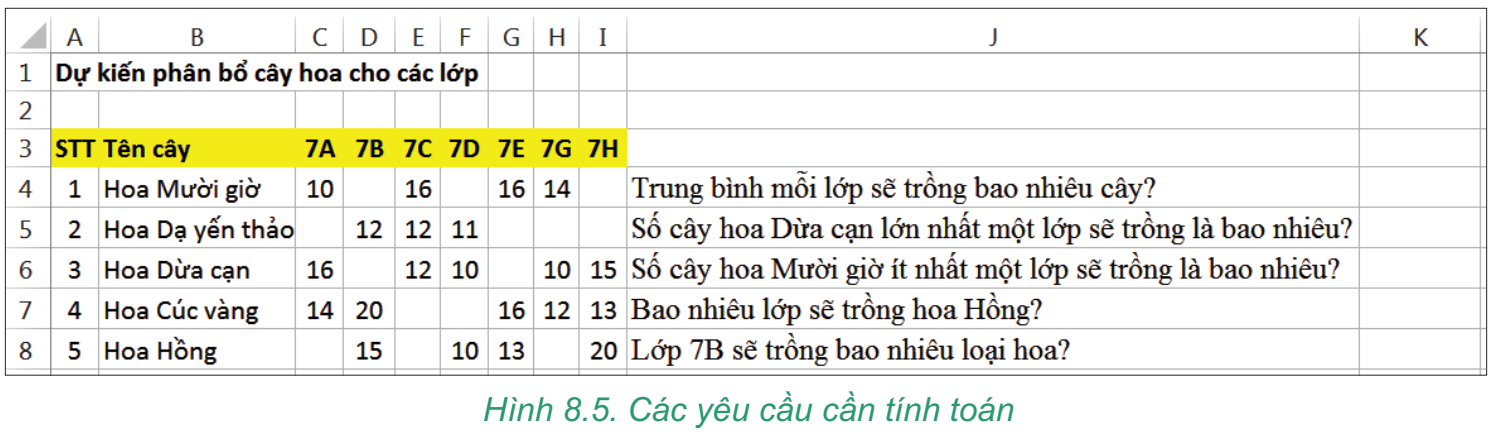 A B C D E F G H I J K
1 Dự kiến phân bổ cây hoa cho các lớp
2
3 STT Tên cây 7A 7B 7C 7D 7E 7G 7H
4 1 Hoa Mười giờ 10 16 16 14 Trung bình mỗi lớp sẽ trồng bao nhiêu cây?
5 2 Hoa Dạ yến thảo 12 12 11 Số cây hoa Dừa cạn lớn nhất một lớp sẽ trồng là bao nhiêu?
6 3 Hoa Dừa cạn 16 12 10 10 15 Số cây hoa Mười giờ ít nhất một lớp sẽ trồng là bao nhiêu?
7 4 Hoa Cúc vàng 14 20 16 12 13 Bao nhiêu lớp sẽ trồng hoa Hồng?
8 5 Hoa Hồng 15 10 13 20 Lớp 7B sẽ trồng bao nhiêu loại hoa?
Hình 8.5. Các yêu cầu cần tính toán